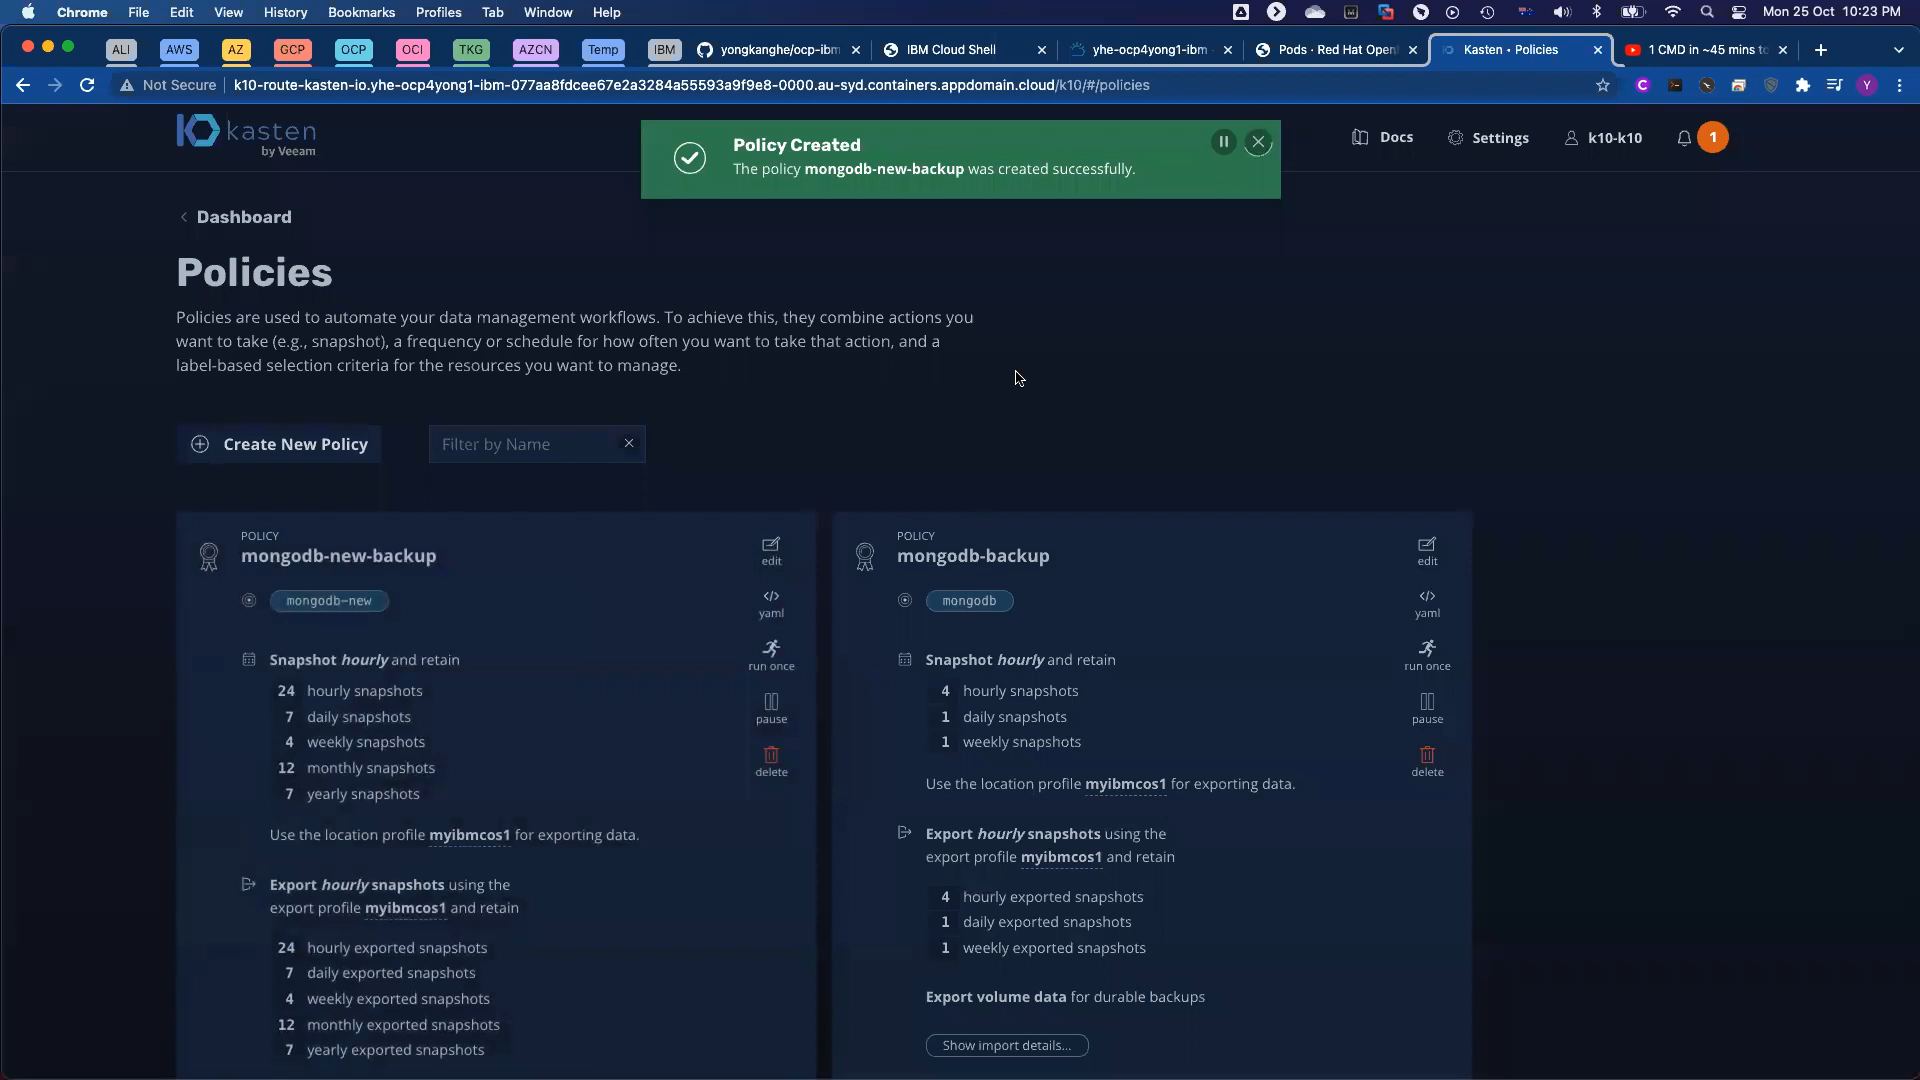 Chrome File Edit View History Bookmarks Profiles Tab Window Help Mon 25 Oct 10:23 PM
ALI AWS AZ GCP OCP OCI TKG AZCN Temp IBM yongkanghe/ocp-ibm IBM Cloud Shell yhe-ocp4yong1-ibm Pods · Red Hat Open Kasten • Policies 1 CMD in ~45 mins to
Not Secure k10-route-kasten-io.yhe-ocp4yong1-ibm-077aa8fdcee67e2a3284a55593a9f9e8-0000.au-syd.containers.appdomain.cloud/k10/#/policies C Y
kasten
by Veeam
Policy Created
The policy mongodb-new-backup was created successfully.
Docs Settings k10-k10 1
Dashboard
Policies
Policies are used to automate your data management workflows. To achieve this, they combine actions you
want to take (e.g., snapshot), a frequency or schedule for how often you want to take that action, and a
label-based selection criteria for the resources you want to manage.
Create New Policy Filter by Name
POLICY
mongodb-new-backup
edit
mongodb-new
yaml
Snapshot hourly and retain
run once
24 hourly snapshots
7 daily snapshots
pause
4 weekly snapshots
12 monthly snapshots
delete
7 yearly snapshots
Use the location profile myibmcos1 for exporting data.
Export hourly snapshots using the
export profile myibmcos1 and retain
24 hourly exported snapshots
7 daily exported snapshots
4 weekly exported snapshots
12 monthly exported snapshots
7 yearly exported snapshots
POLICY
mongodb-backup
edit
mongodb
yaml
Snapshot hourly and retain
run once
4 hourly snapshots
1 daily snapshots
pause
1 weekly snapshots
delete
Use the location profile myibmcos1 for exporting data.
Export hourly snapshots using the
export profile myibmcos1 and retain
4 hourly exported snapshots
1 daily exported snapshots
1 weekly exported snapshots
Export volume data for durable backups
Show import details...